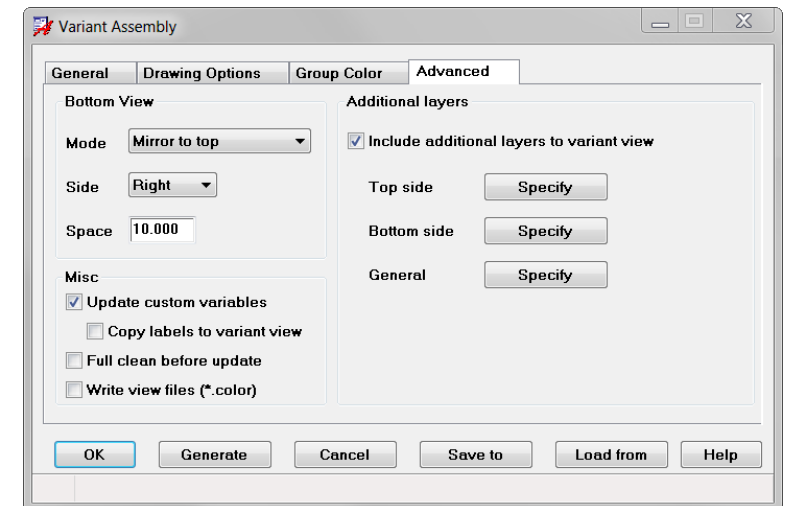 Variant Assembly
General Drawing Options Group Color Advanced
Bottom View
Mode Mirror to top
Side Right
Space 10.000
Misc
Update custom variables
Copy labels to variant view
Full clean before update
Write view files (*.color)
Additional layers
Include additional layers to variant view
Top side Specify
Bottom side Specify
General Specify
OK Generate Cancel Save to Load from Help